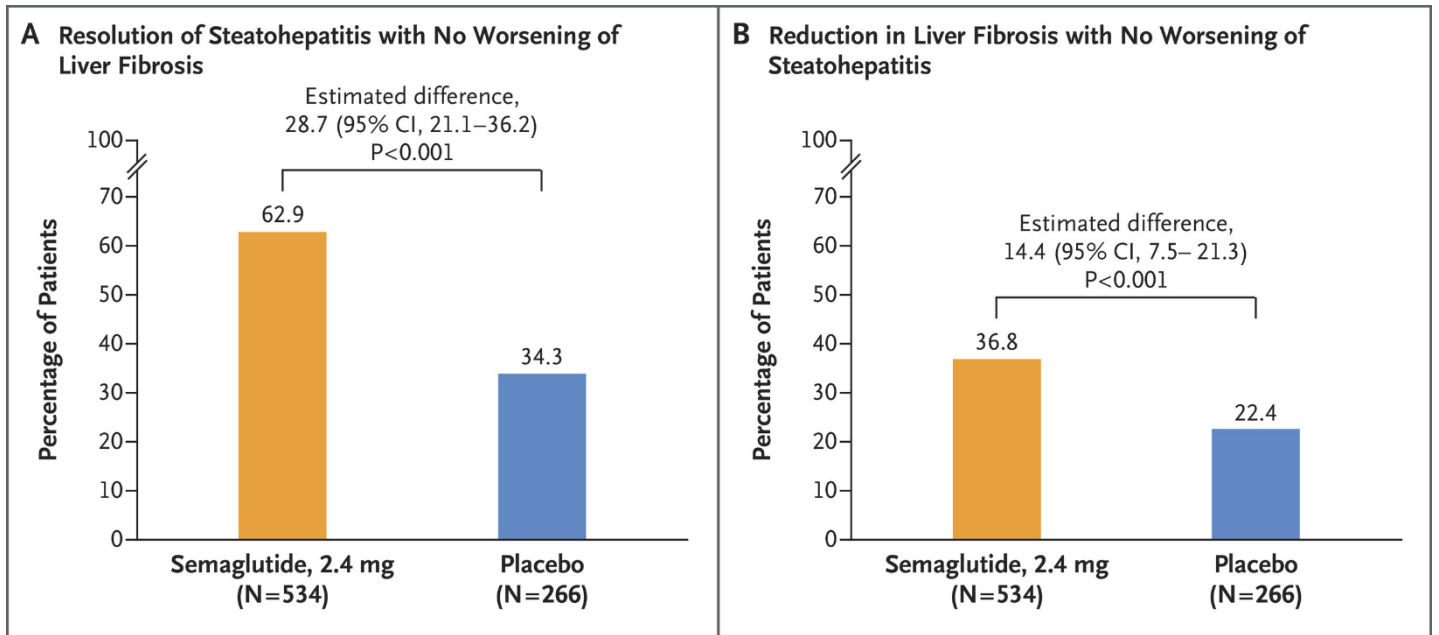 A Resolution of Steatohepatitis with No Worsening of
Liver Fibrosis
Estimated difference,
28.7 (95% CI, 21.1–36.2)
P<0.001
100
70
60
50
40
30
20
10
0
Percentage of Patients
62.9
34.3
Semaglutide, 2.4 mg
(N=534)
Placebo
(N=266)
B Reduction in Liver Fibrosis with No Worsening of
Steatohepatitis
Estimated difference,
14.4 (95% CI, 7.5– 21.3)
P<0.001
100
70
60
50
40
30
20
10
0
Percentage of Patients
36.8
22.4
Semaglutide, 2.4 mg
(N=534)
Placebo
(N=266)